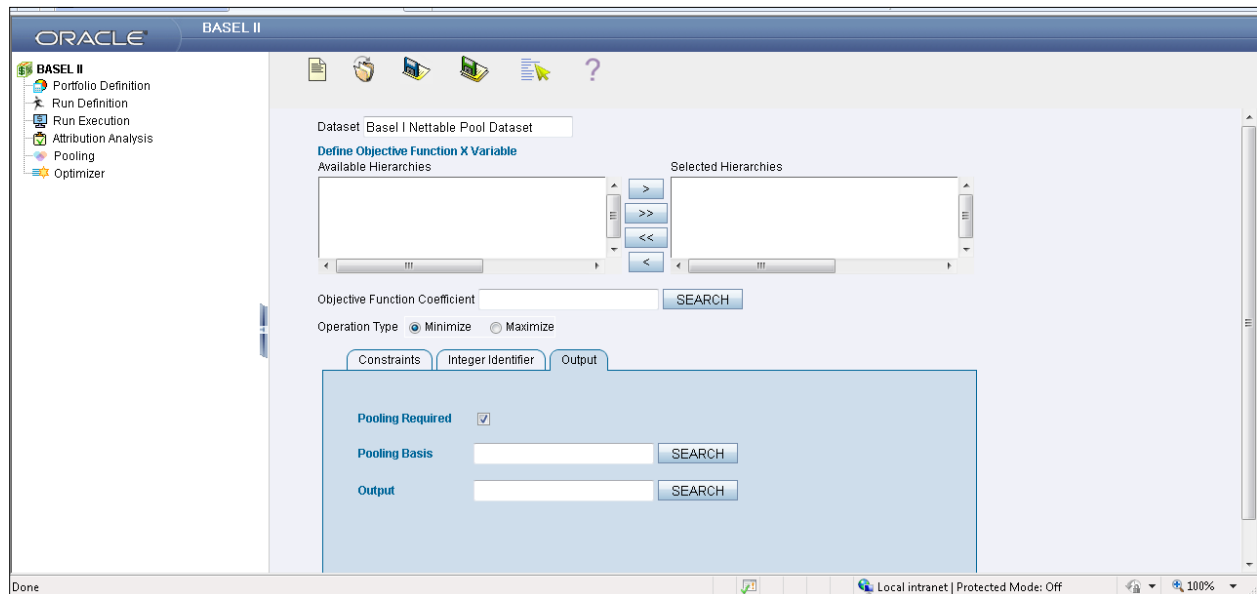 ORACLE
BASEL II
BASEL II
Portfolio Definition
Run Definition
Run Execution
Attribution Analysis
Pooling
Optimizer
?
Dataset Basel I Nettable Pool Dataset
Define Objective Function X Variable
Available Hierarchies
Selected Hierarchies
>
>>
<<
<
Objective Function Coefficient SEARCH
Operation Type Minimize Maximize
Constraints Integer Identifier Output
Pooling Required
Pooling Basis SEARCH
Output SEARCH
Done Local intranet | Protected Mode: Off 100%